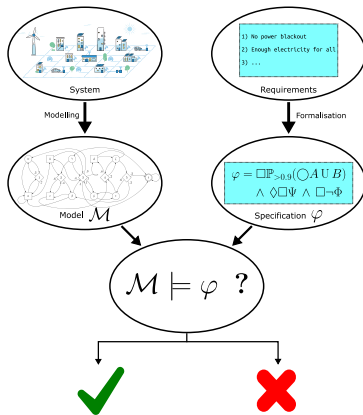 System
1) No power blackout
2) Enough electricity for all
3) ...
Requirements
Modelling
Formalisation
Model ℳ
φ = □ℙ>0.9(◯A U B)
∧ ◊□Ψ ∧ □¬Φ
Specification φ
ℳ ⊨ φ ?